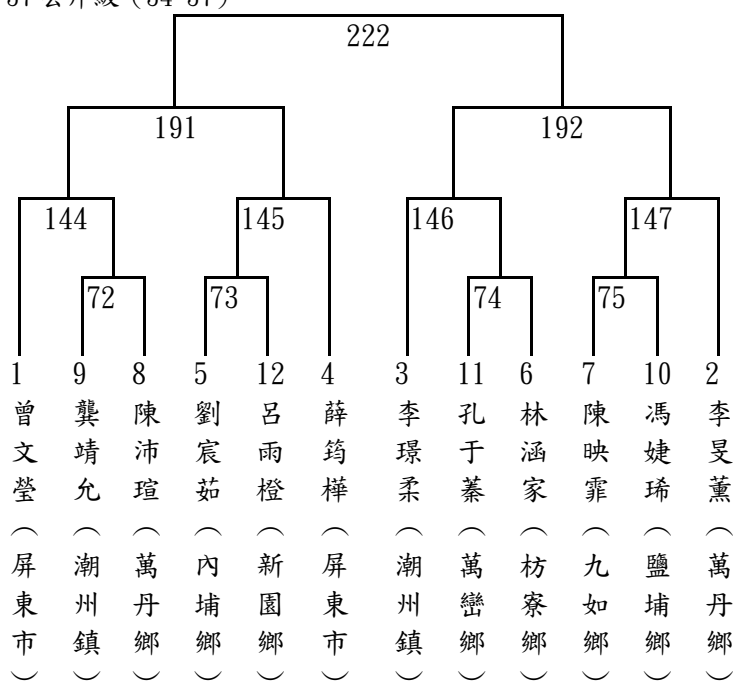 222
191
192
144
145
146
147
72
73
74
75
1
9
8
5
12
4
3
11
6
7
10
2
曾文瑩(屏東市)
龔靖允(潮州鎮)
陳沛瑄(萬丹鄉)
劉宸茹(內埔鄉)
呂雨橙(新園鄉)
薛筠樺(屏東市)
李璟柔(潮州鎮)
孔于蓁(萬巒鄉)
林涵家(枋寮鄉)
陳映霏(九如鄉)
馮婕琋(鹽埔鄉)
李旻薰(萬丹鄉)